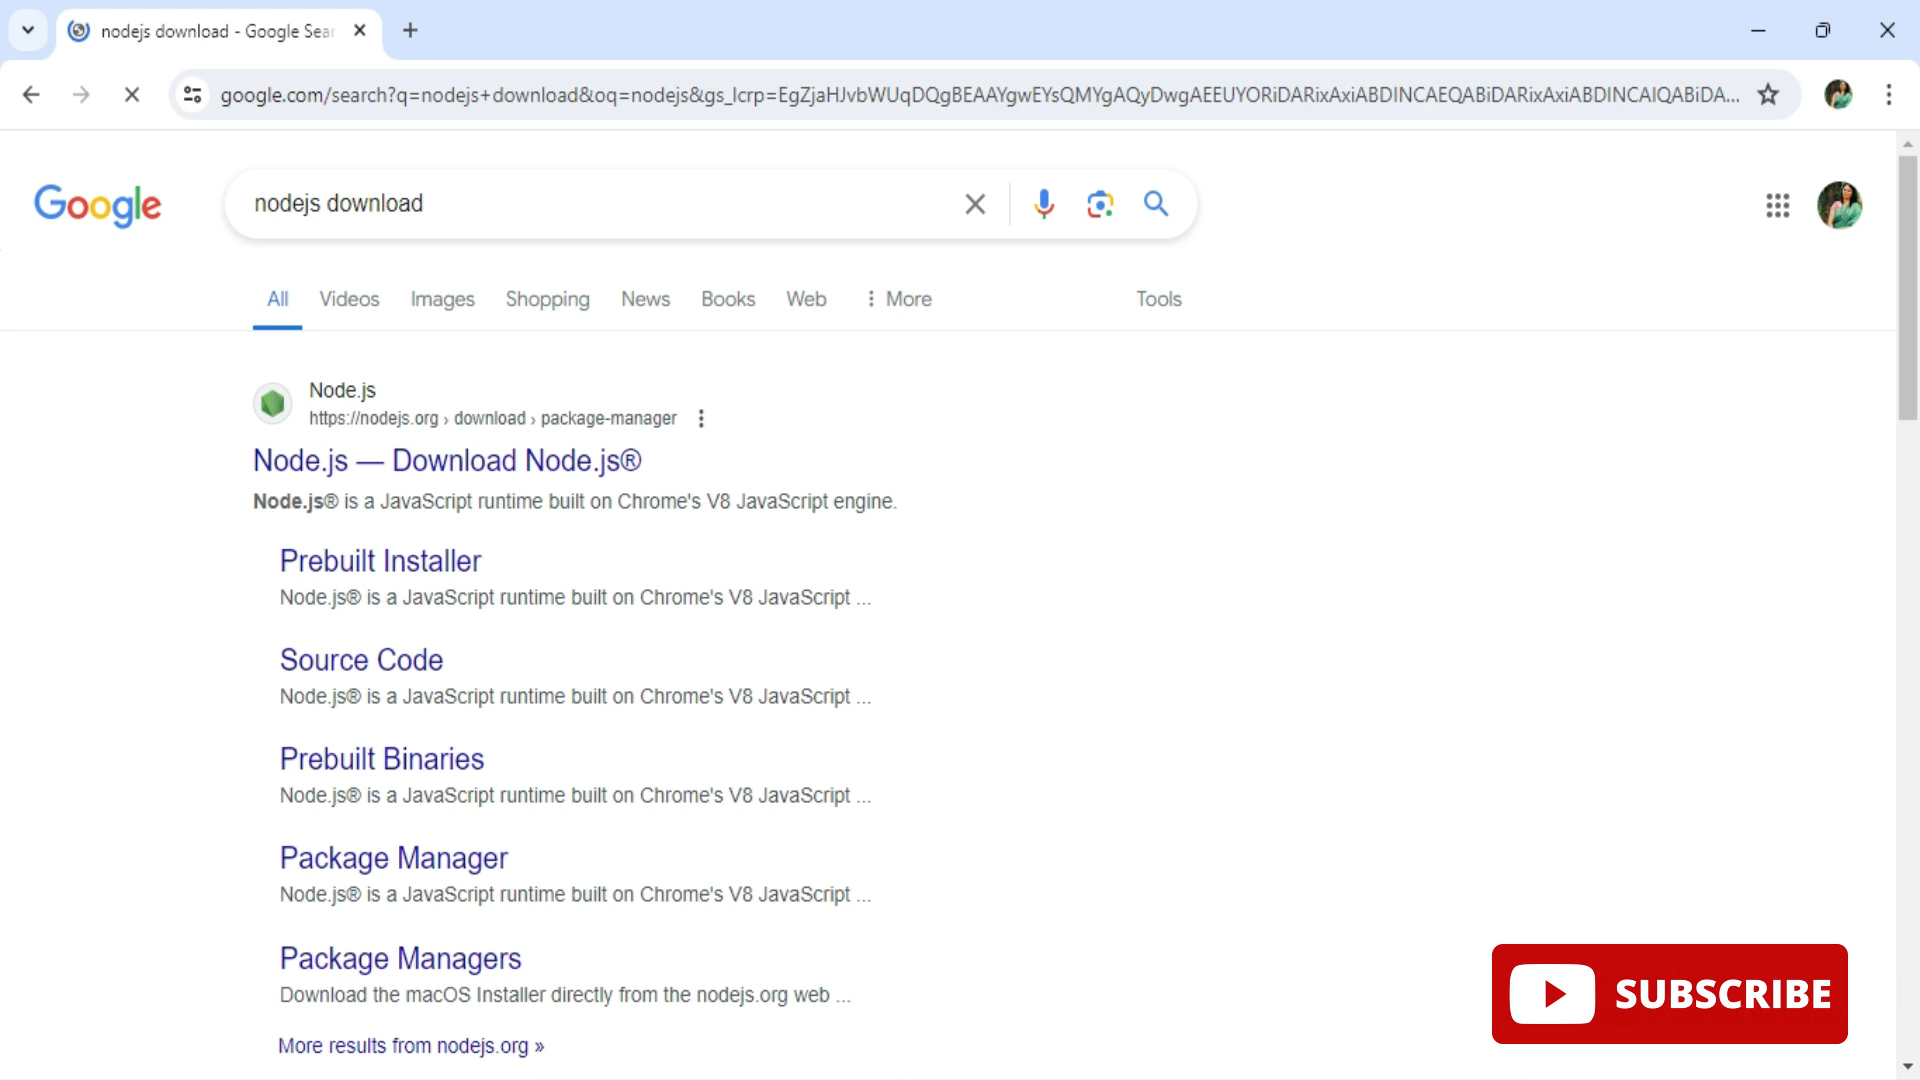 nodejs download - Google Sear
google.com/search?q=nodejs+download&oq=nodejs&gs_lcrp=EgZjaHJvbWUqDQgBEAAYgwEYsQMYgAQyDwgAEEUYORiDARixAxiABDINCAEQABiDARixAxiABDINCAIQABiDA...
Google
nodejs download
All Videos Images Shopping News Books Web More Tools
Node.js
https://nodejs.org › download › package-manager
Node.js — Download Node.js®
Node.js® is a JavaScript runtime built on Chrome's V8 JavaScript engine.
Prebuilt Installer
Node.js® is a JavaScript runtime built on Chrome's V8 JavaScript ...
Source Code
Node.js® is a JavaScript runtime built on Chrome's V8 JavaScript ...
Prebuilt Binaries
Node.js® is a JavaScript runtime built on Chrome's V8 JavaScript ...
Package Manager
Node.js® is a JavaScript runtime built on Chrome's V8 JavaScript ...
Package Managers
Download the macOS Installer directly from the nodejs.org web ...
More results from nodejs.org »
SUBSCRIBE